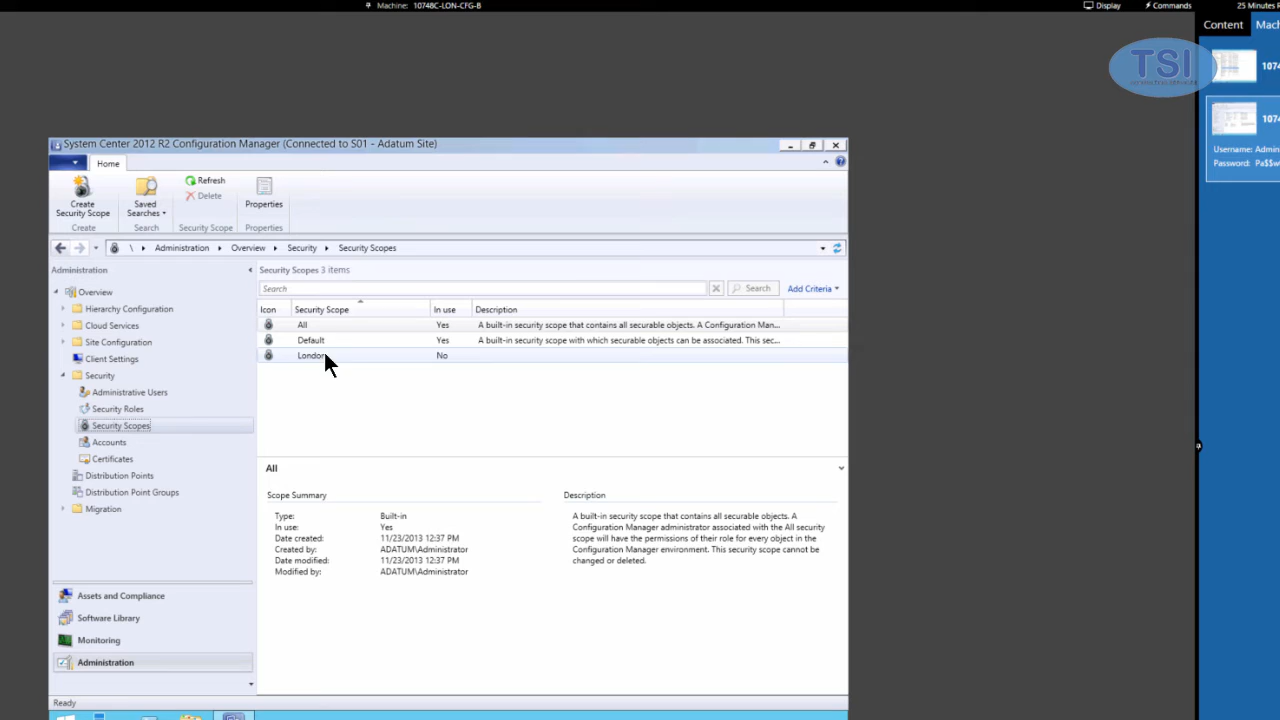 Machine: 10748C-LON-CFG-B
Display
Commands
25 Minutes R
Content
Mach
TSI
1074
1074
Username: Admin
Password: Pa$$w
System Center 2012 R2 Configuration Manager (Connected to S01 - Adatum Site)
Home
Create Security Scope
Saved Searches
Refresh
Delete
Properties
Create
Search
Security Scope
Properties
\ Administration Overview Security Security Scopes
Administration
Overview
Hierarchy Configuration
Cloud Services
Site Configuration
Client Settings
Security
Administrative Users
Security Roles
Security Scopes
Accounts
Certificates
Distribution Points
Distribution Point Groups
Migration
Assets and Compliance
Software Library
Monitoring
Administration
Security Scopes 3 items
Search
Search
Add Criteria
Icon Security Scope In use Description
All Yes A built-in security scope that contains all securable objects. A Configuration Man...
Default Yes A built-in security scope with which securable objects can be associated. This sec...
London No
All
Scope Summary
Type: Built-in
In use: Yes
Date created: 11/23/2013 12:37 PM
Created by: ADATUM\Administrator
Date modified: 11/23/2013 12:37 PM
Modified by: ADATUM\Administrator
Description
A built-in security scope that contains all securable objects. A
Configuration Manager administrator associated with the All security
scope will have the permissions of their role for every object in the
Configuration Manager environment. This security scope cannot be
changed or deleted.
Ready